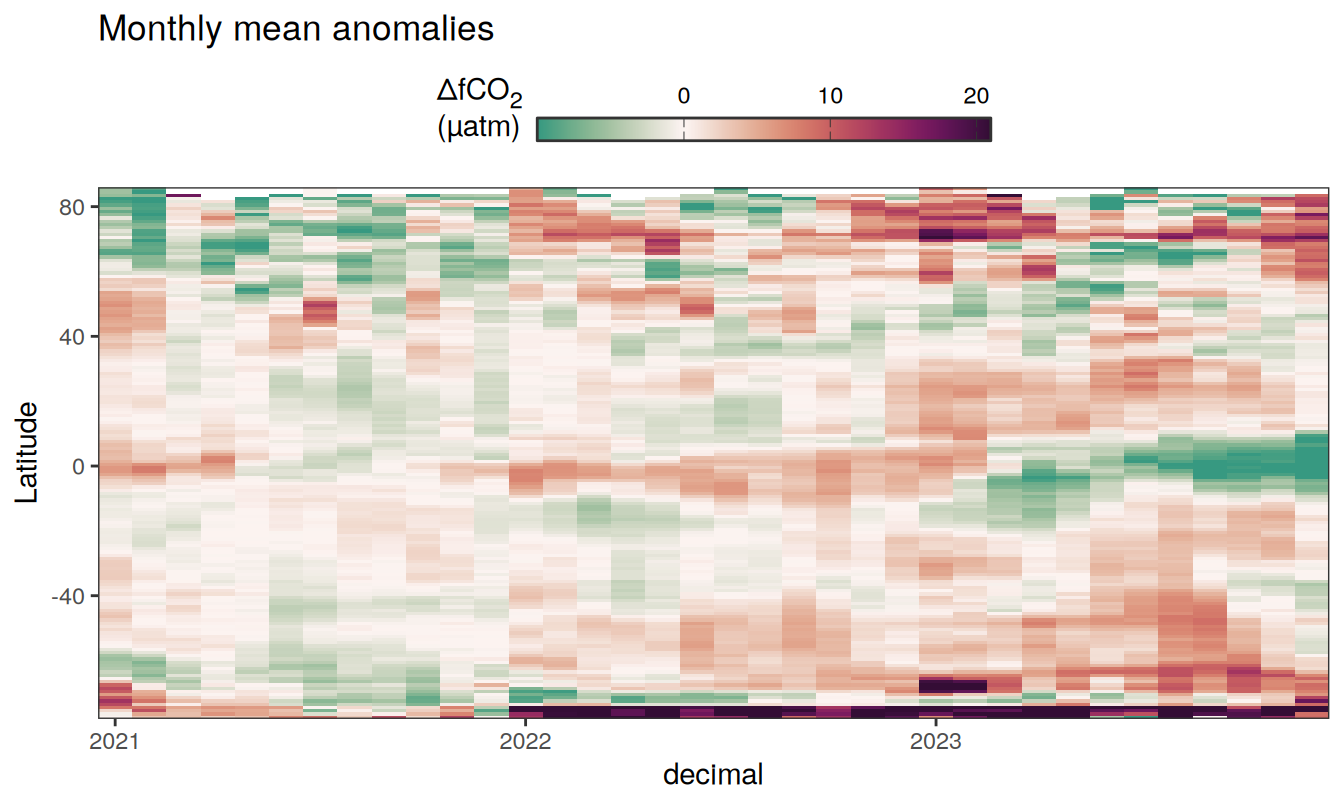 Monthly mean anomalies
ΔfCO₂
(µatm)
0 10 20
80
40
0
-40
Latitude
2021 2022 2023
decimal